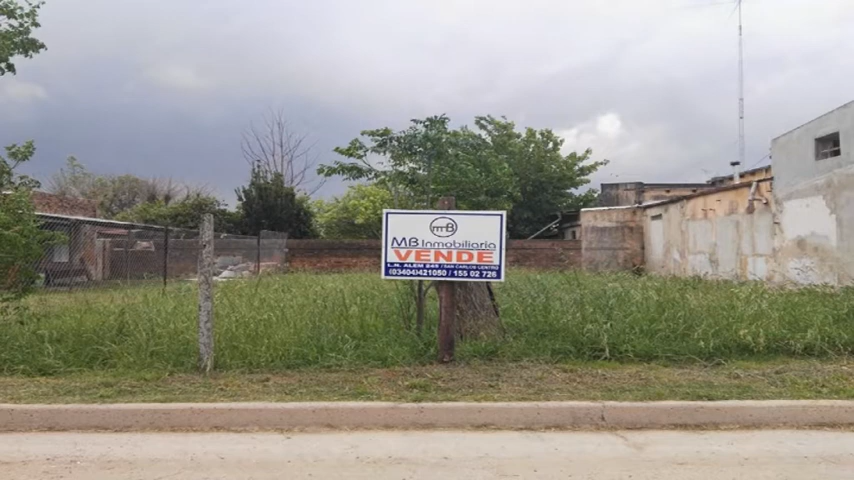 mB
MB Inmobiliaria
VENDE
L.N. ALEM 245 / SAN CARLOS CENTRO
(03404)421050 / 155 02 726